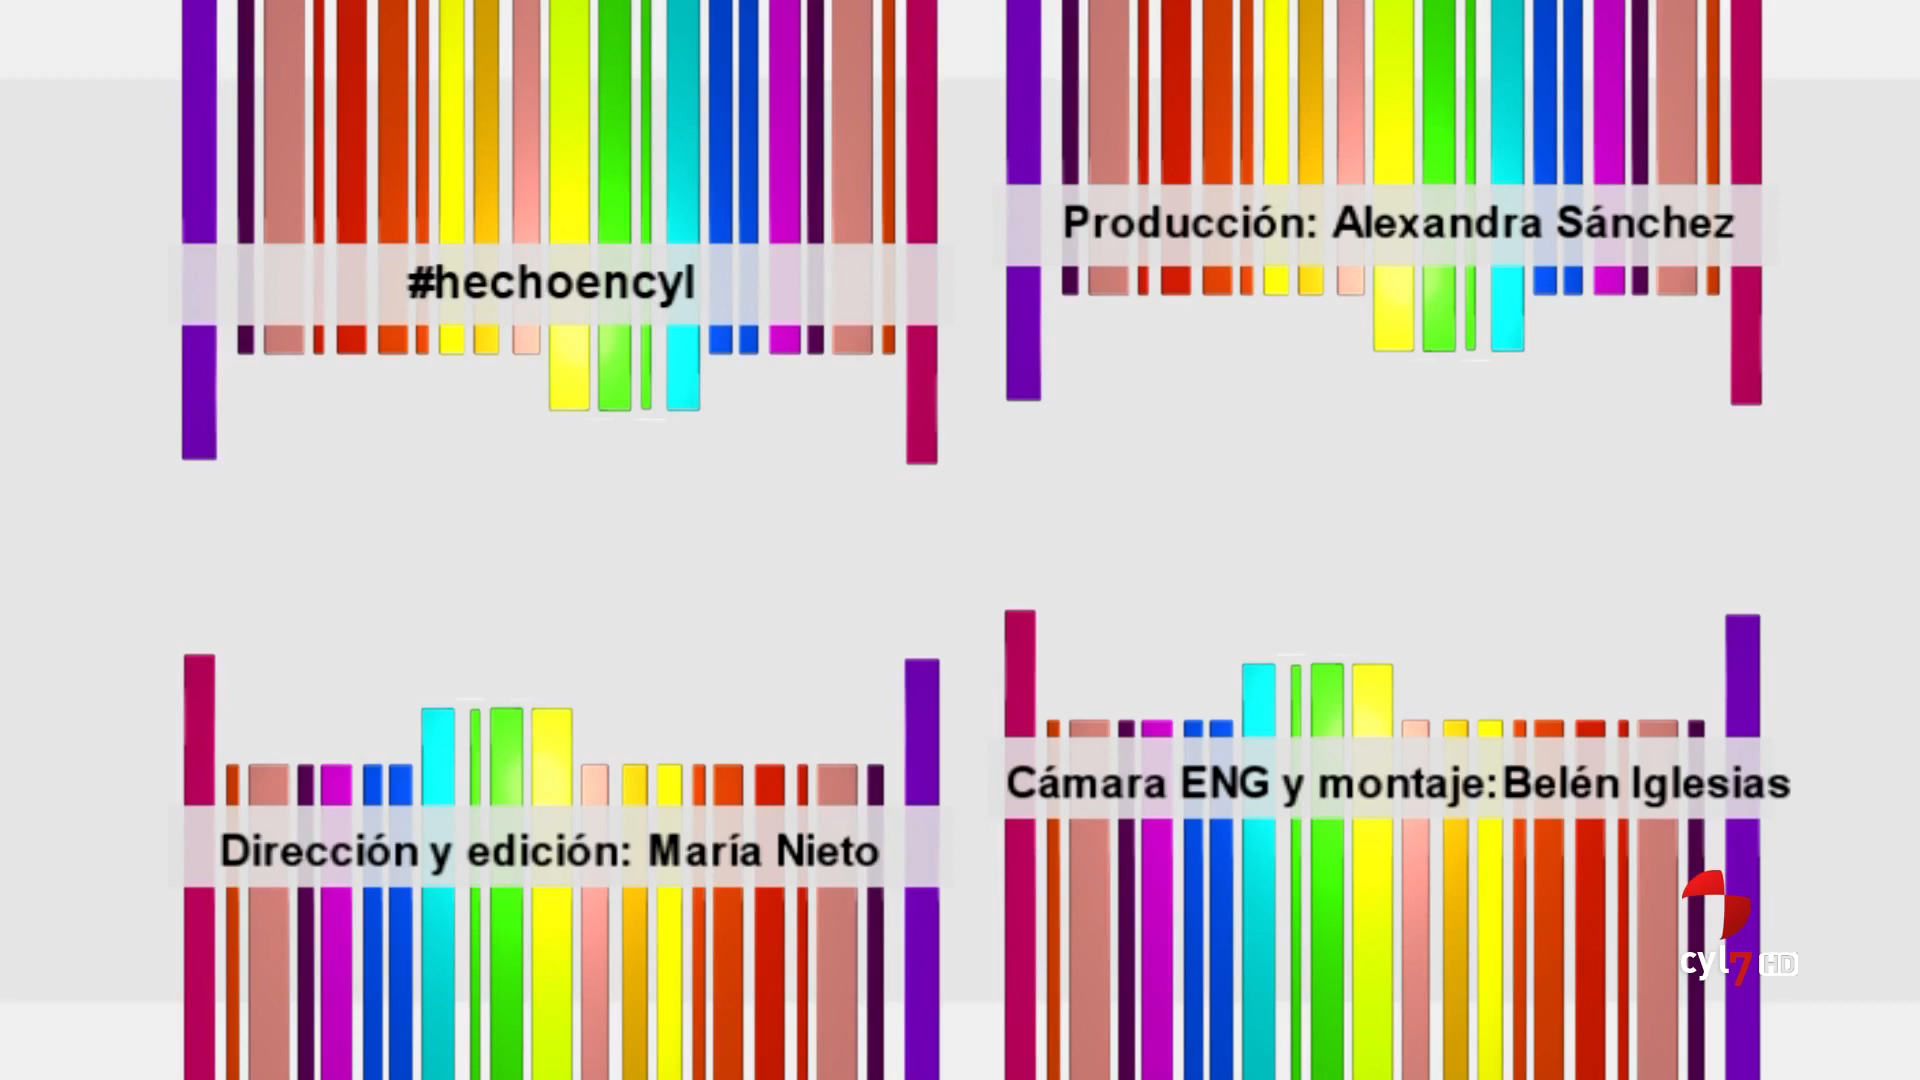 #hechoencyl
Producción: Alexandra Sánchez
Dirección y edición: María Nieto
Cámara ENG y montaje:Belén Iglesias
cyl7 HD